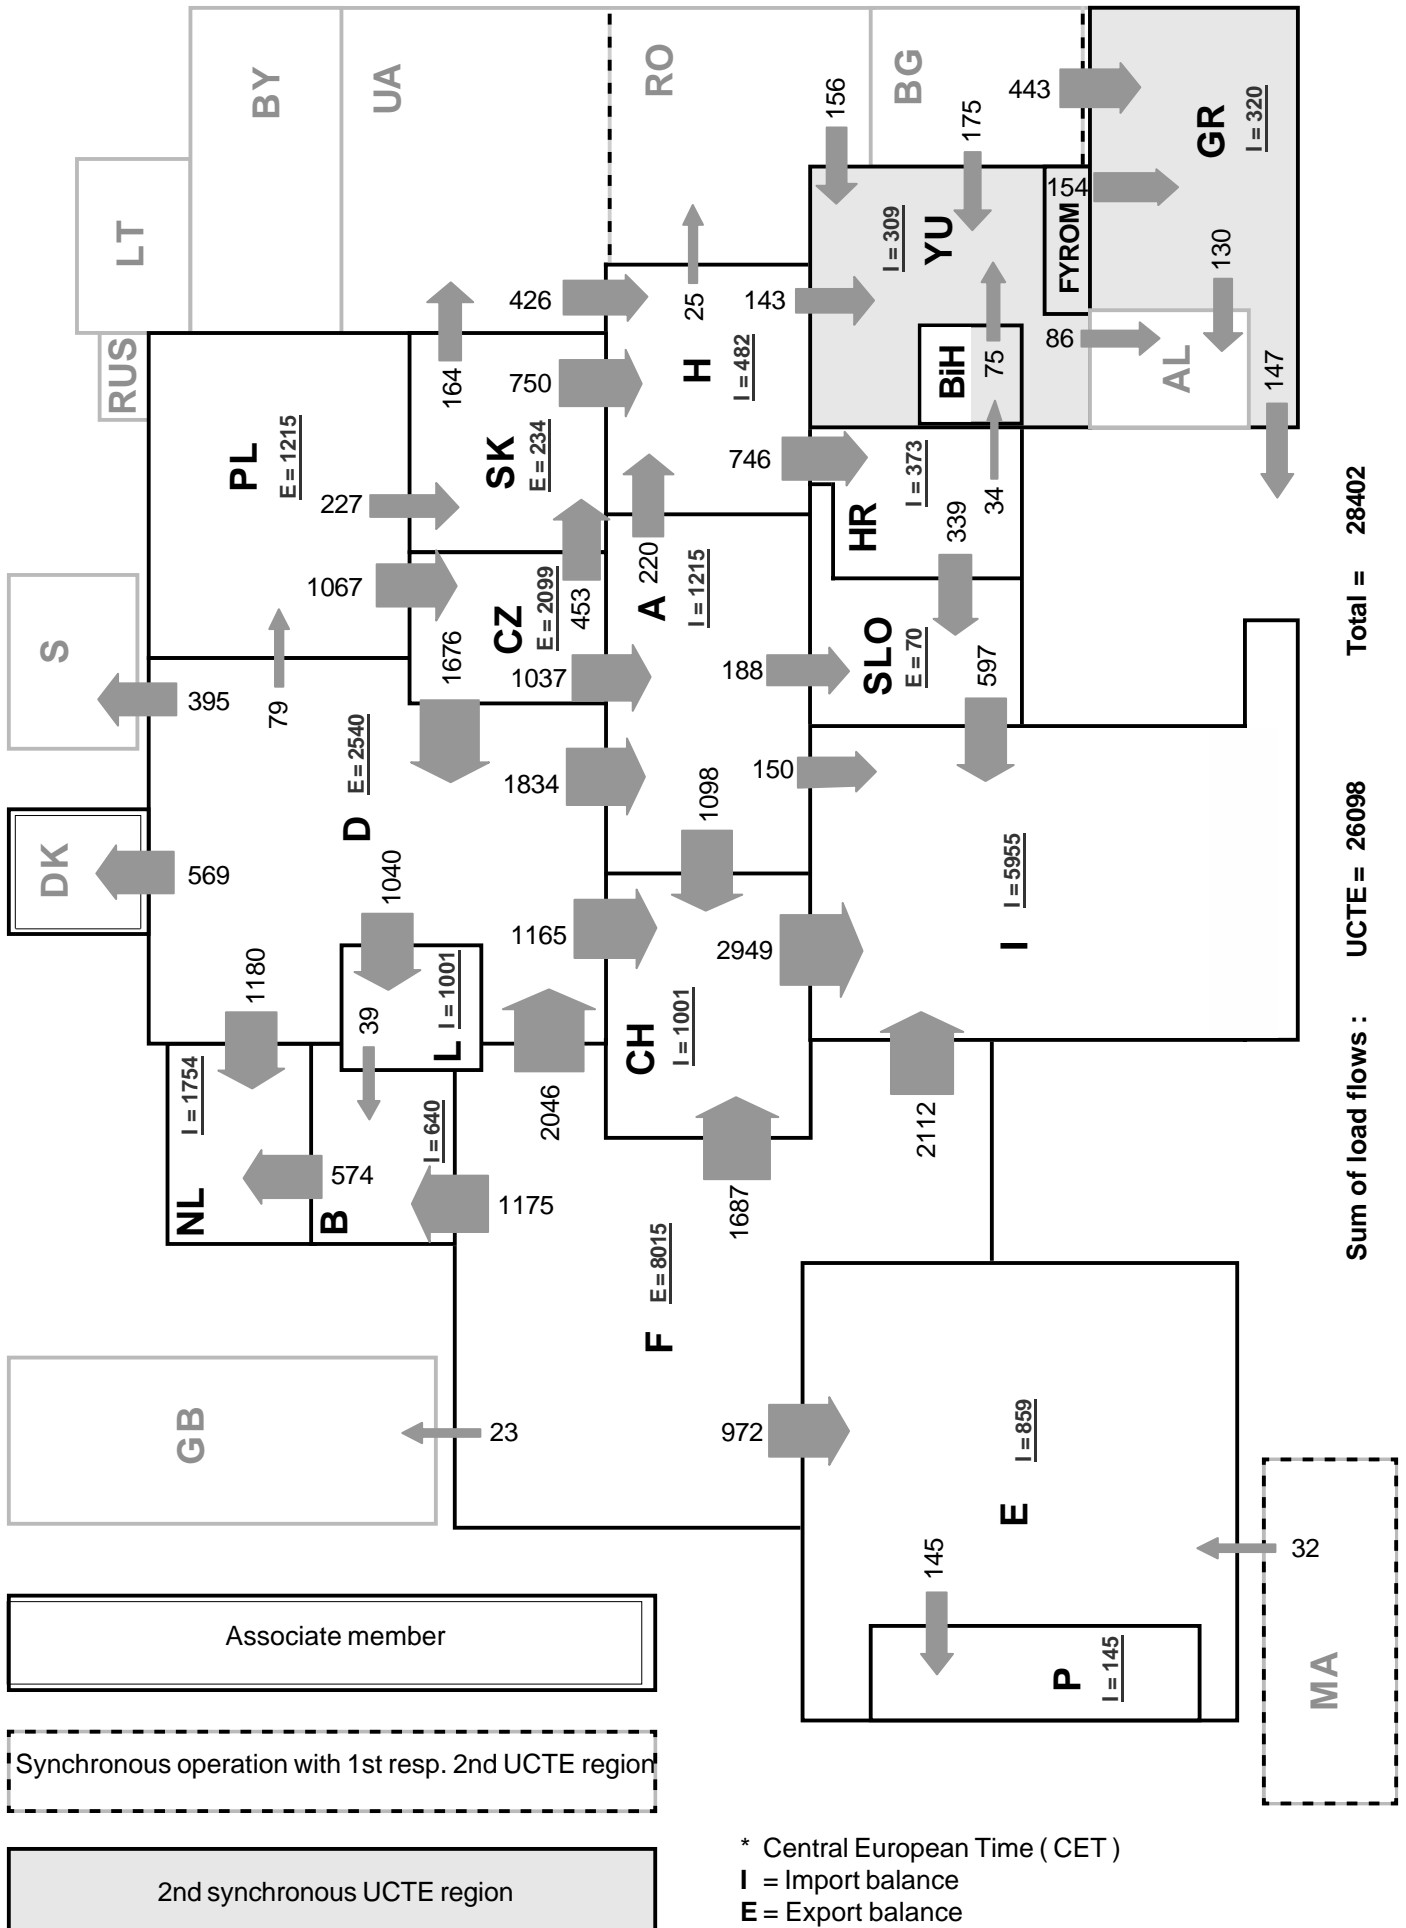 BY
UA
RO
BG
443
156
175
GR
I = 320
LT
154
FYROM
I = 309
YU
130
426
25
143
RUS
164
750
H
I = 482
BiH
75
86
AL
147
PL
E = 1215
SK
E = 234
746
I = 373
34
227
HR
339
1067
453
220
A
I = 1215
S
CZ
E = 2099
1676
1037
188
SLO
E = 70
597
395
79
D
E = 2540
1834
1098
150
DK
569
1040
1165
2949
I
I = 5955
1180
39
L
I = 1001
CH
I = 1001
NL
I = 1754
I = 640
2046
2112
574
B
1175
1687
F
E = 8015
GB
23
972
E
I = 859
145
32
P
I = 145
MA
Sum of load flows : UCTE = 26098 Total = 28402
Associate member
Synchronous operation with 1st resp. 2nd UCTE region
2nd synchronous UCTE region
* Central European Time ( CET )
I = Import balance
E = Export balance